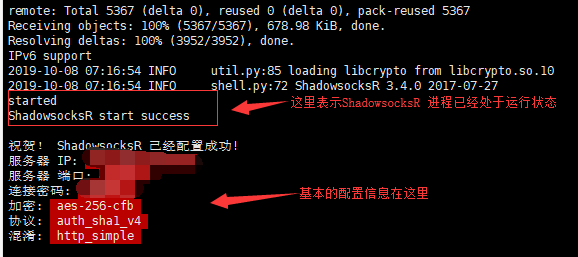 remote: Total 5367 (delta 0), reused 0 (delta 0), pack-reused 5367
Receiving objects: 100% (5367/5367), 678.98 KiB, done.
Resolving deltas: 100% (3952/3952), done.
IPv6 support
2019-10-08 07:16:54 INFO util.py:85 loading libcrypto from libcrypto.so.10
2019-10-08 07:16:54 INFO shell.py:72 ShadowsocksR 3.4.0 2017-07-27
started
ShadowsocksR start success
这里表示ShadowsocksR 进程已经处于运行状态
祝贺! ShadowsocksR 已经配置成功!
服务器 IP:
服务器 端口:
连接密码:
加密: aes-256-cfb
协议: auth_sha1_v4
混淆: http_simple
基本的配置信息在这里